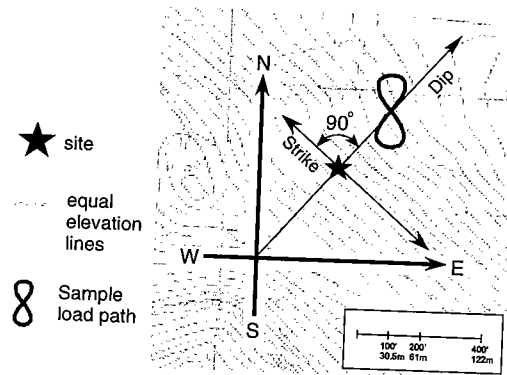 N
90°
Dip
Strike
site
equal
elevation
lines
W
E
Sample
load path
S
100' 200' 400'
30.5m 61m 122m